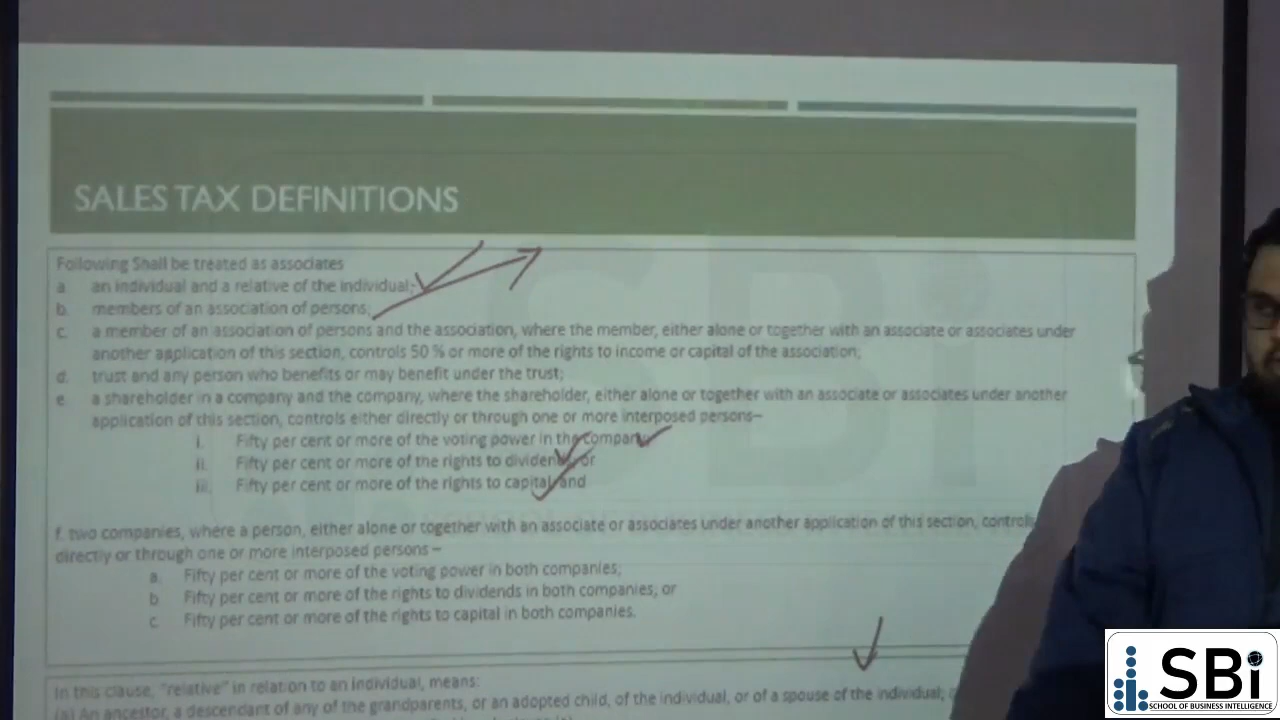 SALES TAX DEFINITIONS
Following Shall be treated as associates
a. an individual and a relative of the individual;
b. members of an association of persons;
c. a member of an association of persons and the association, where the member, either alone or together with an associate or associates under
another application of this section, controls 50 % or more of the rights to income or capital of the association;
d. trust and any person who benefits or may benefit under the trust;
e. a shareholder in a company and the company, where the shareholder, either alone or together with an associate or associates under another
application of this section, controls either directly or through one or more interposed persons–
i. Fifty per cent or more of the voting power in the company
ii. Fifty per cent or more of the rights to dividend; or
iii. Fifty per cent or more of the rights to capital; and
f. two companies, where a person, either alone or together with an associate or associates under another application of this section, controls
directly or through one or more interposed persons –
a. Fifty per cent or more of the voting power in both companies;
b Fifty per cent or more of the rights to dividends in both companies; or
c. Fifty per cent or more of the rights to capital in both companies.
In this clause, "relative" in relation to an individual, means:
(a) An ancestor, a descendant of any of the grandparents, or an adopted child, of the individual, or of a spouse of the individual;
SBi
SCHOOL OF BUSINESS INTELLIGENCE